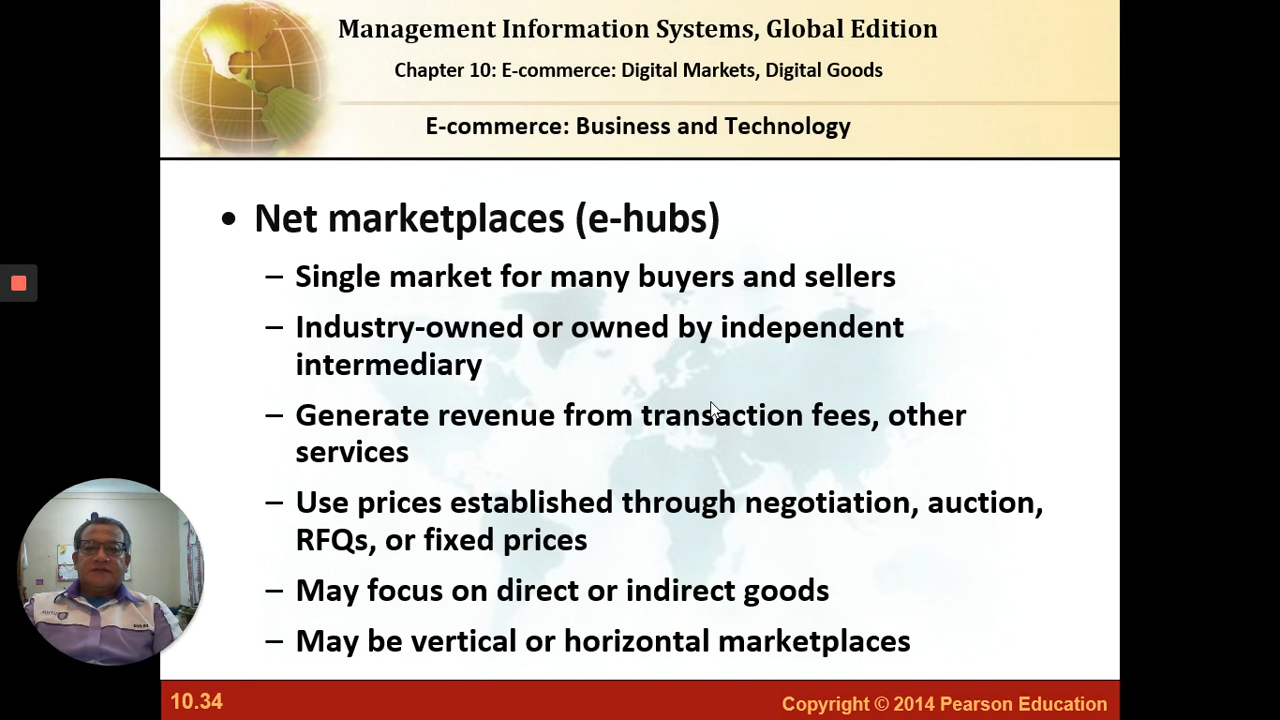 Management Information Systems, Global Edition
Chapter 10: E-commerce: Digital Markets, Digital Goods
E-commerce: Business and Technology
• Net marketplaces (e-hubs)
– Single market for many buyers and sellers
– Industry-owned or owned by independent
intermediary
– Generate revenue from transaction fees, other
services
– Use prices established through negotiation, auction,
RFQs, or fixed prices
– May focus on direct or indirect goods
– May be vertical or horizontal marketplaces
10.34
Copyright © 2014 Pearson Education